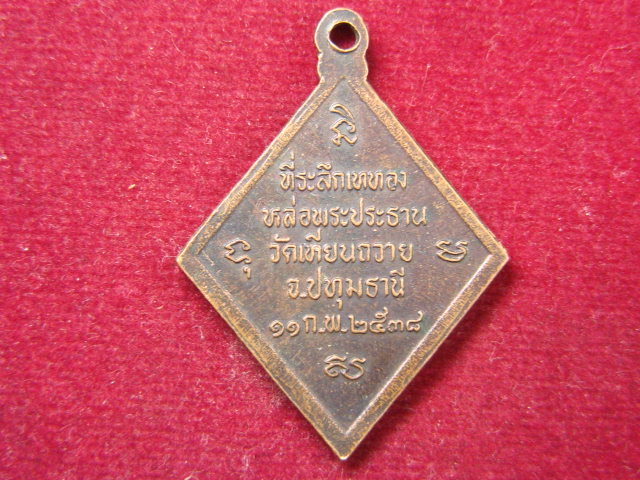 ที่ระลึกเททอง
หล่อพระประธาน
วัดเทียนถวาย
จ.ปทุมธานี
๑๑ ก.พ. ๒๕๓๘